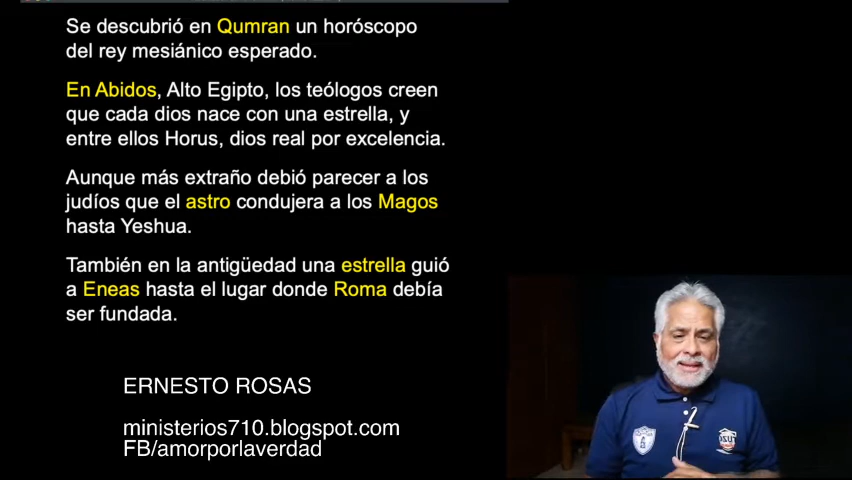 Se descubrió en Qumran un horóscopo
del rey mesiánico esperado.
En Abidos, Alto Egipto, los teólogos creen
que cada dios nace con una estrella, y
entre ellos Horus, dios real por excelencia.
Aunque más extraño debió parecer a los
judíos que el astro condujera a los Magos
hasta Yeshua.
También en la antigüedad una estrella guió
a Eneas hasta el lugar donde Roma debía
ser fundada.
ERNESTO ROSAS
ministerios710.blogspot.com
FB/amorporlaverdad